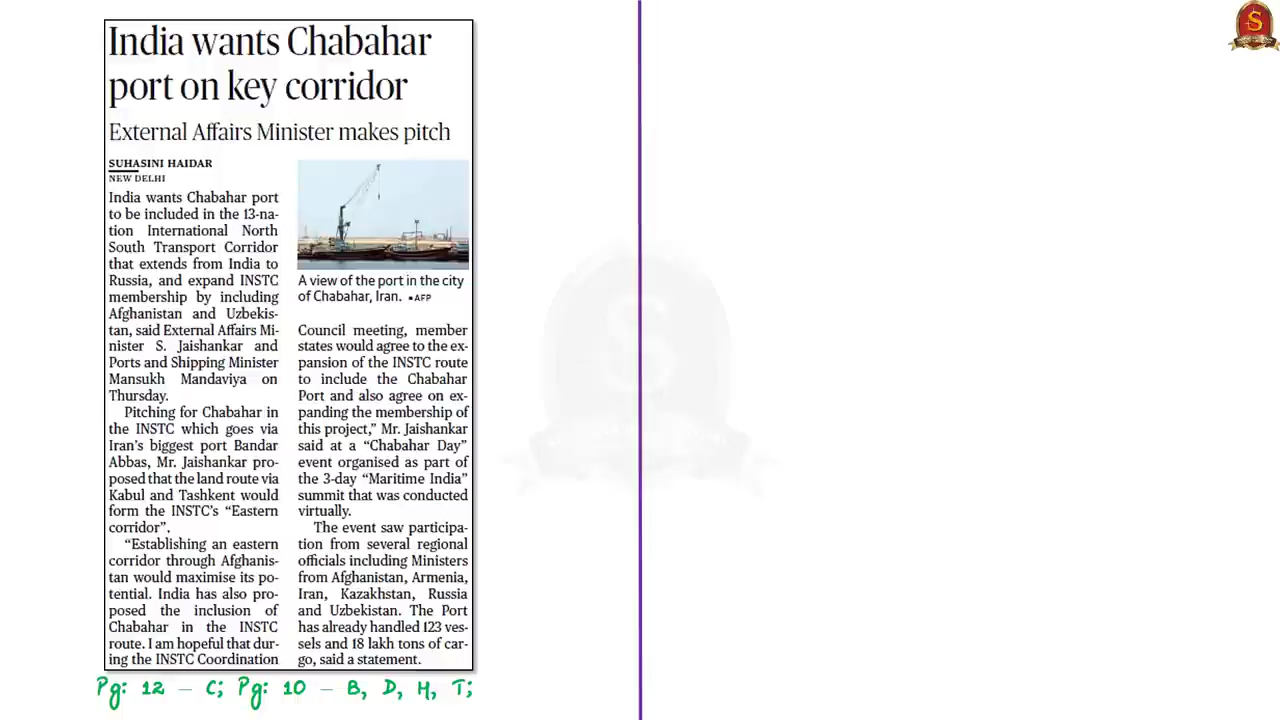 India wants Chabahar
port on key corridor
External Affairs Minister makes pitch
SUHASINI HAIDAR
NEW DELHI
India wants Chabahar port
to be included in the 13-na-
tion International North
South Transport Corridor
that extends from India to
Russia, and expand INSTC
membership by including
Afghanistan and Uzbekis-
tan, said External Affairs Mi-
nister S. Jaishankar and
Ports and Shipping Minister
Mansukh Mandaviya on
Thursday.
Pitching for Chabahar in
the INSTC which goes via
Iran's biggest port Bandar
Abbas, Mr. Jaishankar pro-
posed that the land route via
Kabul and Tashkent would
form the INSTC's "Eastern
corridor".
"Establishing an eastern
corridor through Afghanis-
tan would maximise its po-
tential. India has also pro-
posed the inclusion of
Chabahar in the INSTC
route. I am hopeful that dur-
ing the INSTC Coordination
A view of the port in the city
of Chabahar, Iran. ▪AFP
Council meeting, member
states would agree to the ex-
pansion of the INSTC route
to include the Chabahar
Port and also agree on ex-
panding the membership of
this project," Mr. Jaishankar
said at a "Chabahar Day"
event organised as part of
the 3-day "Maritime India"
summit that was conducted
virtually.
The event saw participa-
tion from several regional
officials including Ministers
from Afghanistan, Armenia,
Iran, Kazakhstan, Russia
and Uzbekistan. The Port
has already handled 123 ves-
sels and 18 lakh tons of car-
go, said a statement.
Pg: 12 – C; Pg: 10 – B, D, H, T;
S